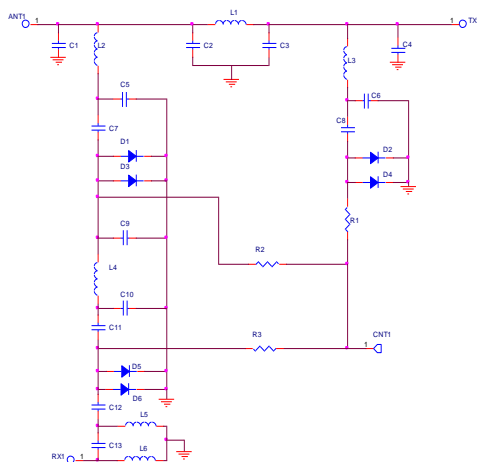 ANT1 1 L1 1 TX
C1 L2 C2 C3 L3 C4
C5 C6
C7 C8
D1 D2
D3 D4
R1
C9 R2
L4
C10
C11 R3 CNT1
1
D5
D6
C12 L5
C13 L6
RX1 1